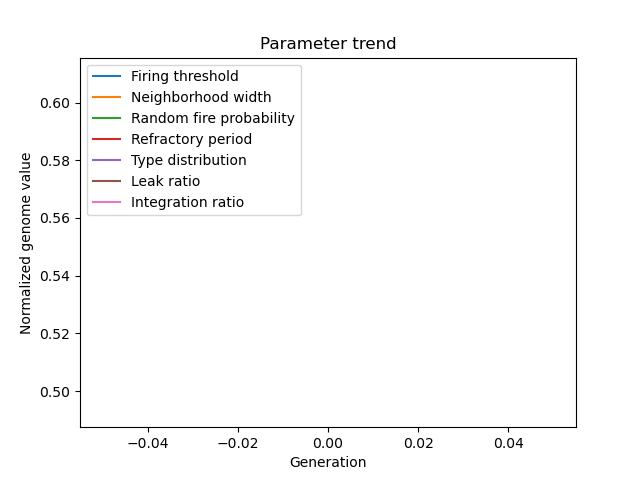 Parameter trend
Firing threshold
Neighborhood width
Random fire probability
Refractory period
Type distribution
Leak ratio
Integration ratio
Normalized genome value
0.60
0.58
0.56
0.54
0.52
0.50
−0.04 −0.02 0.00 0.02 0.04
Generation